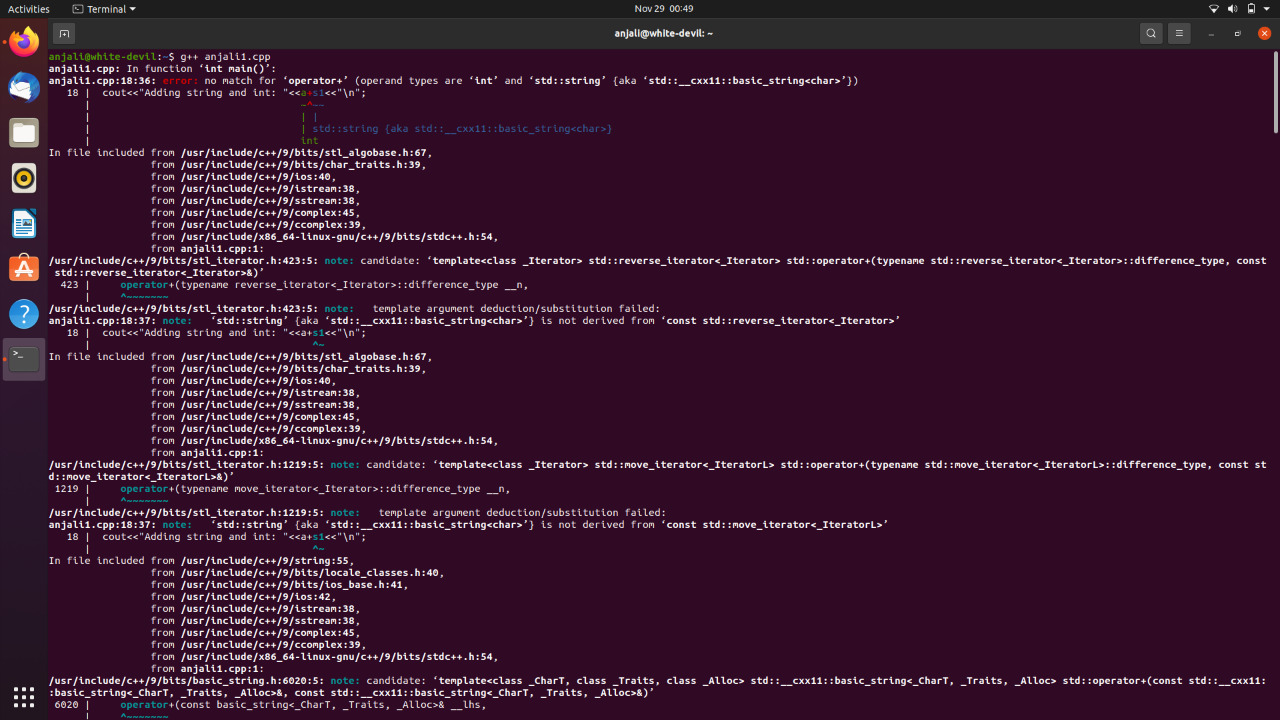 Activities
Terminal
Nov 29 00:49
anjali@white-devil: ~
anjali@white-devil:~$ g++ anjali1.cpp
anjali1.cpp: In function ‘int main()’:
anjali1.cpp:18:36: error: no match for ‘operator+’ (operand types are ‘int’ and ‘std::string’ {aka ‘std::__cxx11::basic_string<char>’})
   18 |  cout<<"Adding string and int: "<<a+s1<<"\n";
      |                                   ~^~~
      |                                   | |
      |                                   | std::string {aka std::__cxx11::basic_string<char>}
      |                                   int
In file included from /usr/include/c++/9/bits/stl_algobase.h:67,
                 from /usr/include/c++/9/bits/char_traits.h:39,
                 from /usr/include/c++/9/ios:40,
                 from /usr/include/c++/9/istream:38,
                 from /usr/include/c++/9/sstream:38,
                 from /usr/include/c++/9/complex:45,
                 from /usr/include/c++/9/ccomplex:39,
                 from /usr/include/x86_64-linux-gnu/c++/9/bits/stdc++.h:54,
                 from anjali1.cpp:1:
/usr/include/c++/9/bits/stl_iterator.h:423:5: note: candidate: ‘template<class _Iterator> std::reverse_iterator<_Iterator> std::operator+(typename std::reverse_iterator<_Iterator>::difference_type, const
 std::reverse_iterator<_Iterator>&)’
  423 |     operator+(typename reverse_iterator<_Iterator>::difference_type __n,
      |     ^~~~~~~~
/usr/include/c++/9/bits/stl_iterator.h:423:5: note:   template argument deduction/substitution failed:
anjali1.cpp:18:37: note:   ‘std::string’ {aka ‘std::__cxx11::basic_string<char>’} is not derived from ‘const std::reverse_iterator<_Iterator>’
   18 |  cout<<"Adding string and int: "<<a+s1<<"\n";
      |                                     ^~
In file included from /usr/include/c++/9/bits/stl_algobase.h:67,
                 from /usr/include/c++/9/bits/char_traits.h:39,
                 from /usr/include/c++/9/ios:40,
                 from /usr/include/c++/9/istream:38,
                 from /usr/include/c++/9/sstream:38,
                 from /usr/include/c++/9/complex:45,
                 from /usr/include/c++/9/ccomplex:39,
                 from /usr/include/x86_64-linux-gnu/c++/9/bits/stdc++.h:54,
                 from anjali1.cpp:1:
/usr/include/c++/9/bits/stl_iterator.h:1219:5: note: candidate: ‘template<class _Iterator> std::move_iterator<_IteratorL> std::operator+(typename std::move_iterator<_IteratorL>::difference_type, const st
d::move_iterator<_IteratorL>&)’
 1219 |     operator+(typename move_iterator<_Iterator>::difference_type __n,
      |     ^~~~~~~~
/usr/include/c++/9/bits/stl_iterator.h:1219:5: note:   template argument deduction/substitution failed:
anjali1.cpp:18:37: note:   ‘std::string’ {aka ‘std::__cxx11::basic_string<char>’} is not derived from ‘const std::move_iterator<_IteratorL>’
   18 |  cout<<"Adding string and int: "<<a+s1<<"\n";
      |                                     ^~
In file included from /usr/include/c++/9/string:55,
                 from /usr/include/c++/9/bits/locale_classes.h:40,
                 from /usr/include/c++/9/bits/ios_base.h:41,
                 from /usr/include/c++/9/ios:42,
                 from /usr/include/c++/9/istream:38,
                 from /usr/include/c++/9/sstream:38,
                 from /usr/include/c++/9/complex:45,
                 from /usr/include/c++/9/ccomplex:39,
                 from /usr/include/x86_64-linux-gnu/c++/9/bits/stdc++.h:54,
                 from anjali1.cpp:1:
/usr/include/c++/9/bits/basic_string.h:6020:5: note: candidate: ‘template<class _CharT, class _Traits, class _Alloc> std::__cxx11::basic_string<_CharT, _Traits, _Alloc> std::operator+(const std::__cxx11:
:basic_string<_CharT, _Traits, _Alloc>&, const std::__cxx11::basic_string<_CharT, _Traits, _Alloc>&)’
 6020 |     operator+(const basic_string<_CharT, _Traits, _Alloc>& __lhs,
      |     ^~~~~~~~